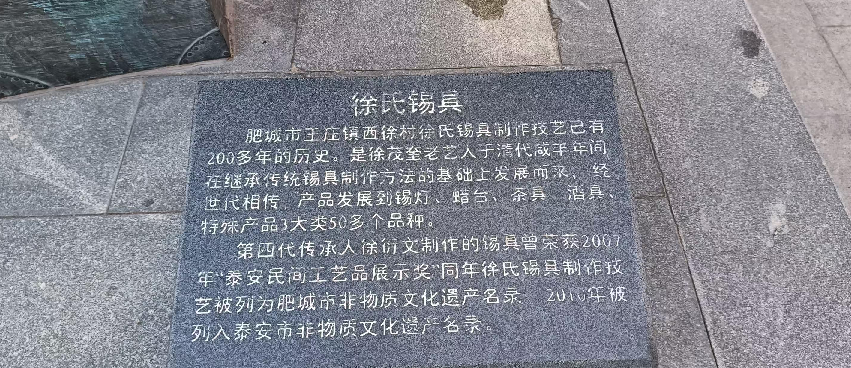 徐氏锡具
肥城市王庄镇西徐村徐氏锡具制作技艺已有
200多年的历史。是徐茂奎老艺人于清代咸丰年间
在继承传统锡具制作方法的基础上发展而来，经
世代相传 产品发展到锡灯、蜡台、茶具 酒具、
特殊产品3大类50多个品种。
第四代传承人徐衍文制作的锡具曾荣获2007
年“泰安民间工艺品展示奖”同年徐氏锡具制作技
艺被列为肥城市非物质文化遗产名录 2010年被
列入泰安市非物质文化遗产名录。